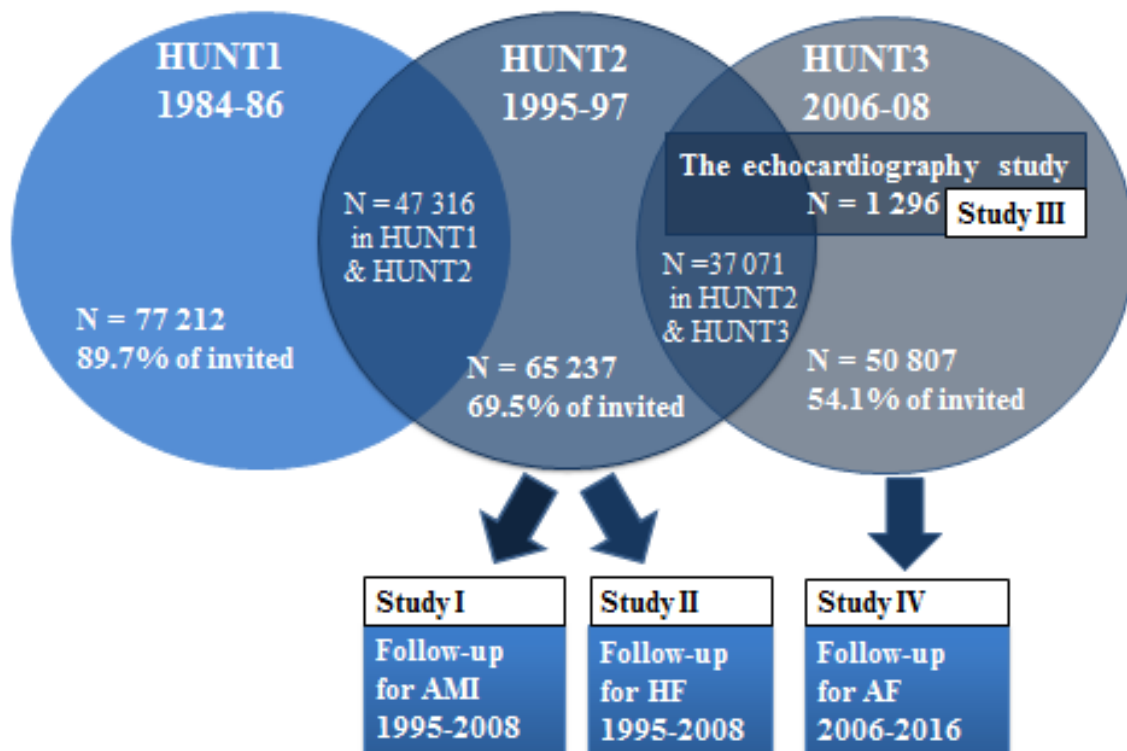 HUNT1
1984-86
N = 77 212
89.7% of invited
N = 47 316
in HUNT1
& HUNT2
HUNT2
1995-97
N = 65 237
69.5% of invited
N =37 071
in HUNT2
& HUNT3
HUNT3
2006-08
The echocardiography study
N = 1 296
Study III
N = 50 807
54.1% of invited
Study I
Follow-up
for AMI
1995-2008
Study II
Follow-up
for HF
1995-2008
Study IV
Follow-up
for AF
2006-2016